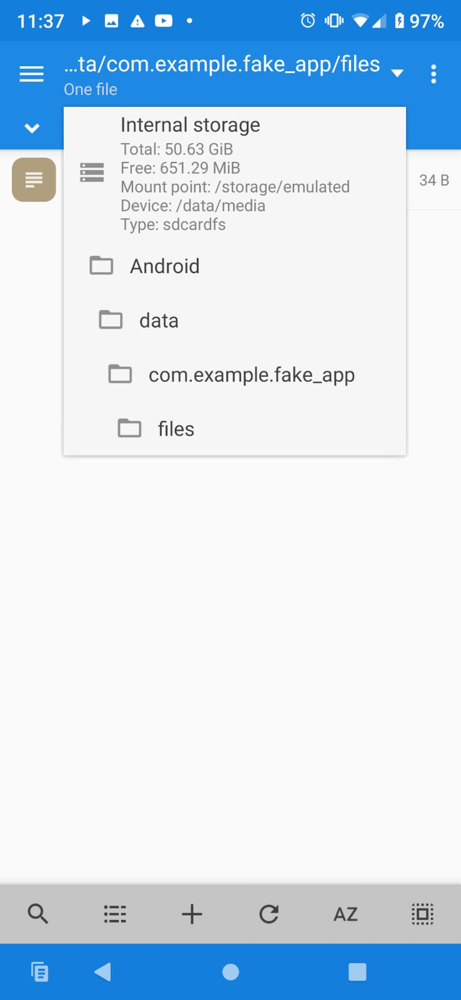 11:37
97%
...ta/com.example.fake_app/files
One file
Internal storage
Total: 50.63 GiB
Free: 651.29 MiB
Mount point: /storage/emulated
Device: /data/media
Type: sdcardfs
34 B
Android
data
com.example.fake_app
files
AZ